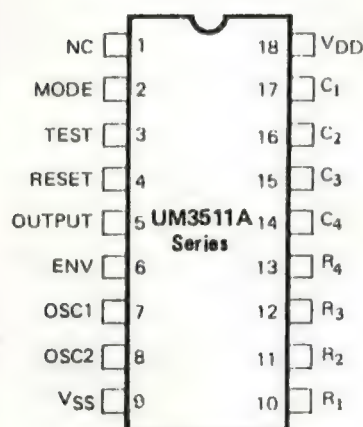 NC 1 18 VDD
MODE 2 17 C1
TEST 3 16 C2
RESET 4 15 C3
OUTPUT 5 UM3511A 14 C4
Series
ENV 6 13 R4
OSC1 7 12 R3
OSC2 8 11 R2
VSS 9 10 R1